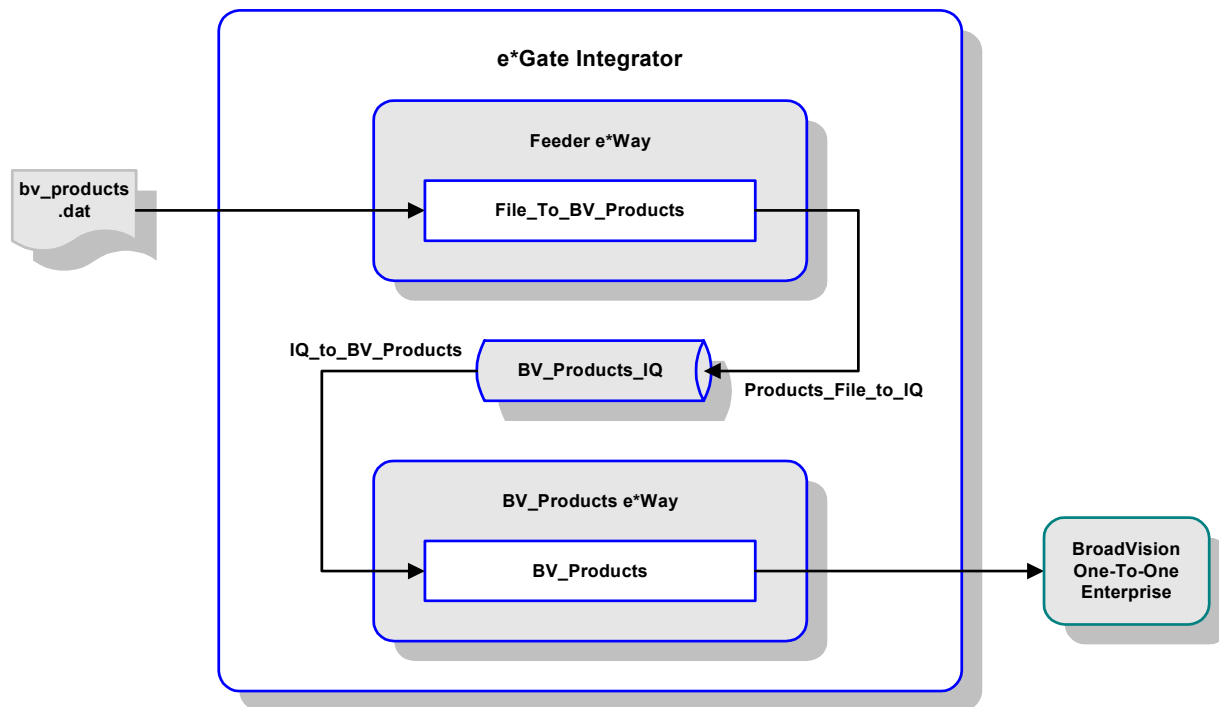 e*Gate Integrator
Feeder e*Way
bv_products
.dat
File_To_BV_Products
IQ_to_BV_Products
BV_Products_IQ
Products_File_to_IQ
BV_Products e*Way
BV_Products
BroadVision
One-To-One
Enterprise